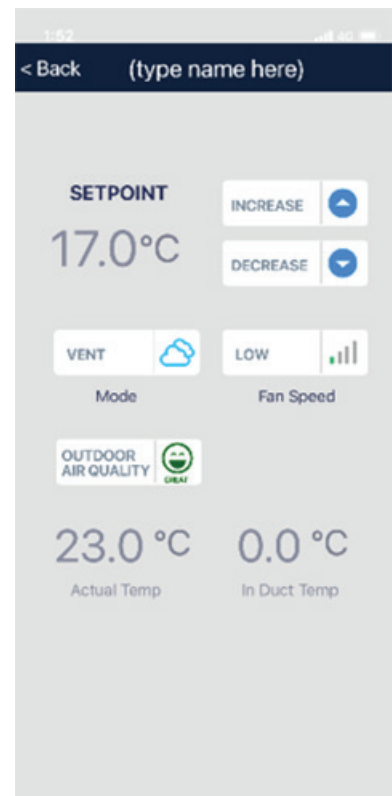 1:52
4G
< Back (type name here)
SETPOINT
17.0°C
INCREASE
DECREASE
VENT
LOW
Mode
Fan Speed
OUTDOOR
AIR QUALITY
GREAT
23.0 °C
0.0 °C
Actual Temp
In Duct Temp